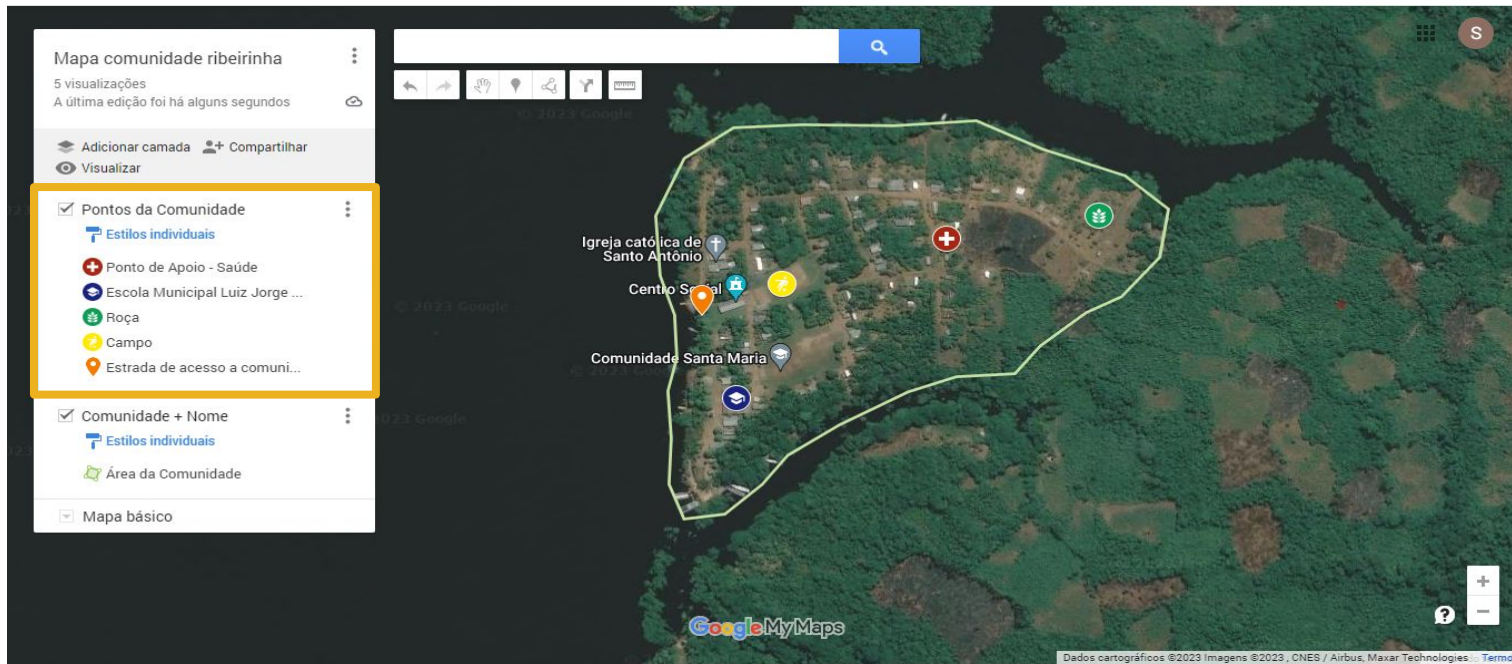 Mapa comunidade ribeirinha
5 visualizações
A última edição foi há alguns segundos
Adicionar camada
Compartilhar
Visualizar
Pontos da Comunidade
Estilos individuais
Ponto de Apoio - Saúde
Escola Municipal Luiz Jorge ...
Roça
Campo
Estrada de acesso a comuni...
Comunidade + Nome
Estilos individuais
Área da Comunidade
Mapa básico
S
© 2023 Google
Igreja católica de
Santo Antônio
Centro Social
© 2023 Google
Comunidade Santa Maria
© 2023 Google
2023 Google
Google My Maps
+
−
?
Dados cartográficos ©2023 Imagens ©2023 , CNES / Airbus, Maxar Technologies
Termo